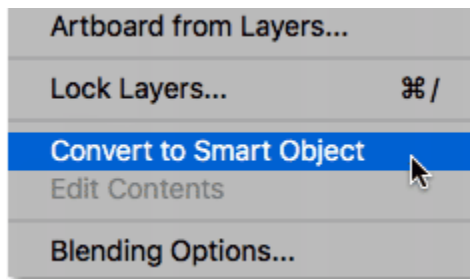 Artboard from Layers...
Lock Layers... ⌘/
Convert to Smart Object
Edit Contents
Blending Options...